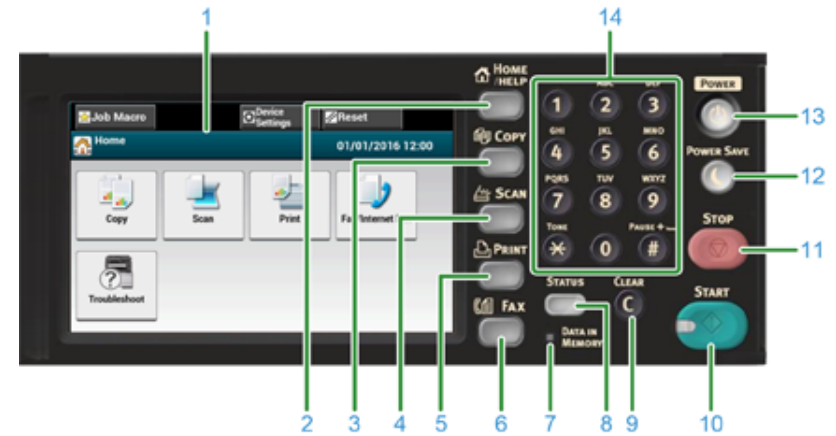 1
14
Job Macro
Device
Settings
Reset
Home
01/01/2016 12:00
Copy
Scan
Print
Troubleshoot
HOME
/HELP
COPY
SCAN
PRINT
FAX
1
2
3
GHI
JKL
MNO
4
5
6
PQRS
TUV
WXYZ
7
8
9
TONE
PAUSE
0
#
STATUS
CLEAR
C
DATA IN
MEMORY
POWER
POWER SAVE
STOP
START
13
12
11
2
3
4
5
6
7
8
9
10